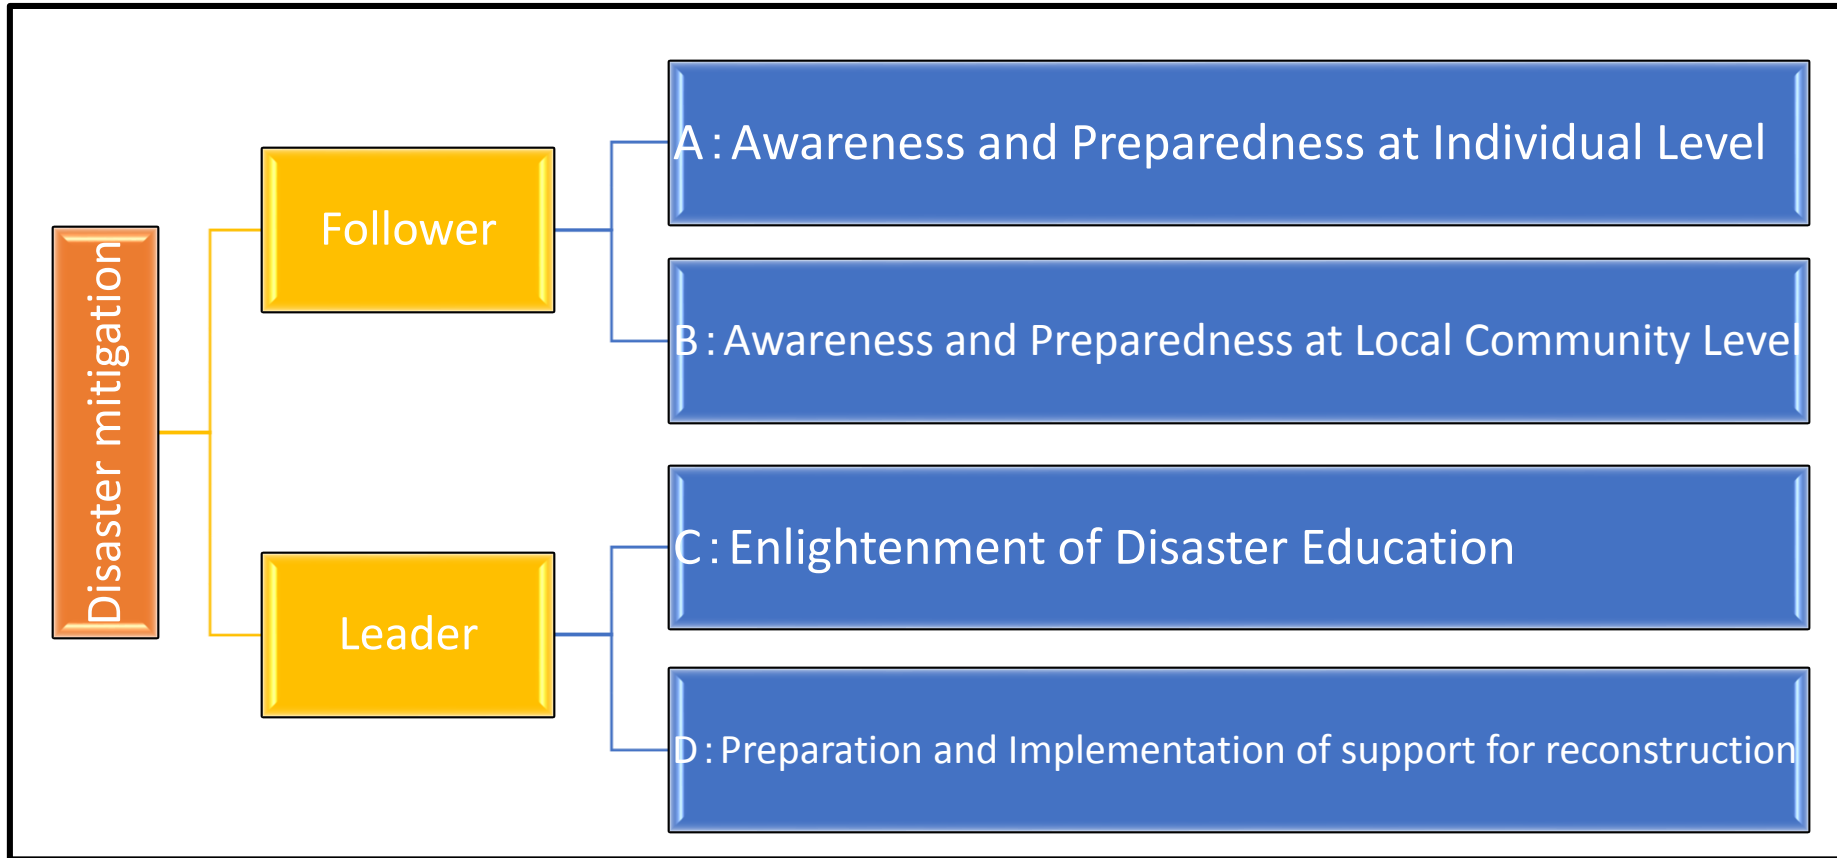 Disaster mitigation
Follower
A：Awareness and Preparedness at Individual Level
B：Awareness and Preparedness at Local Community Level
Leader
C：Enlightenment of Disaster Education
D：Preparation and Implementation of support for reconstruction